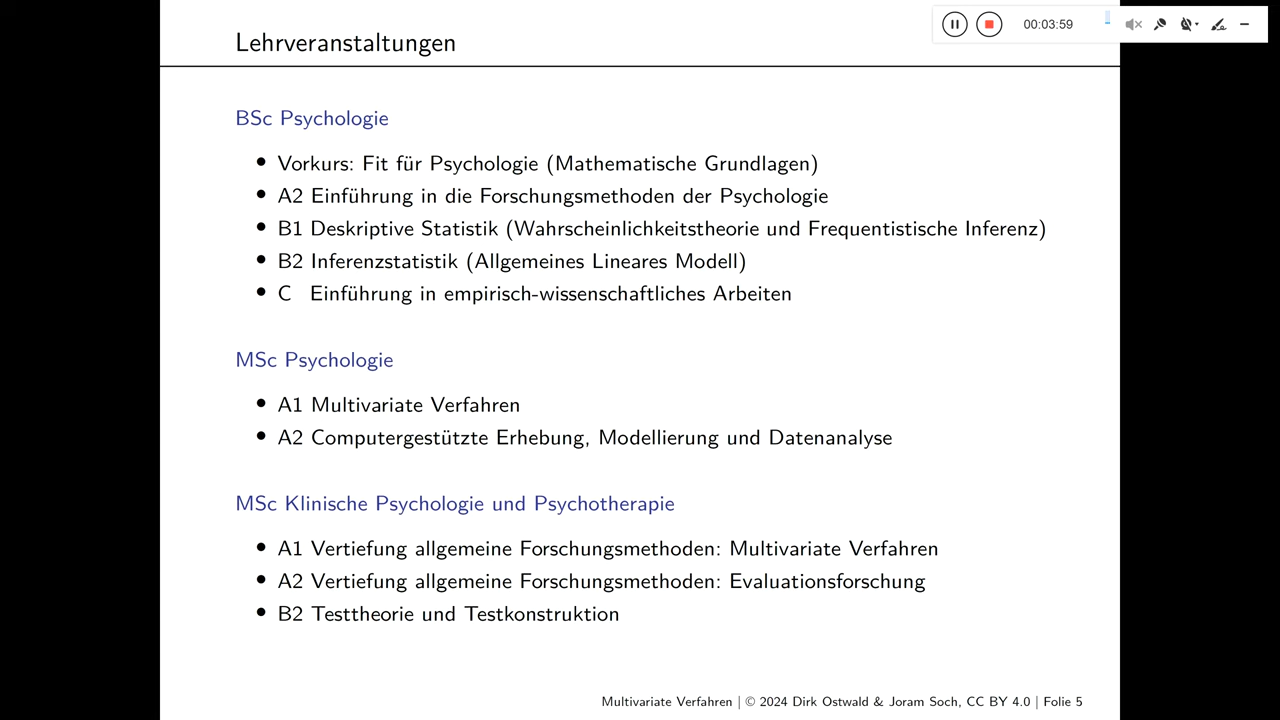 00:03:59
Lehrveranstaltungen
BSc Psychologie
• Vorkurs: Fit für Psychologie (Mathematische Grundlagen)
• A2 Einführung in die Forschungsmethoden der Psychologie
• B1 Deskriptive Statistik (Wahrscheinlichkeitstheorie und Frequentistische Inferenz)
• B2 Inferenzstatistik (Allgemeines Lineares Modell)
• C Einführung in empirisch-wissenschaftliches Arbeiten
MSc Psychologie
• A1 Multivariate Verfahren
• A2 Computergestützte Erhebung, Modellierung und Datenanalyse
MSc Klinische Psychologie und Psychotherapie
• A1 Vertiefung allgemeine Forschungsmethoden: Multivariate Verfahren
• A2 Vertiefung allgemeine Forschungsmethoden: Evaluationsforschung
• B2 Testtheorie und Testkonstruktion
Multivariate Verfahren | © 2024 Dirk Ostwald & Joram Soch, CC BY 4.0 | Folie 5